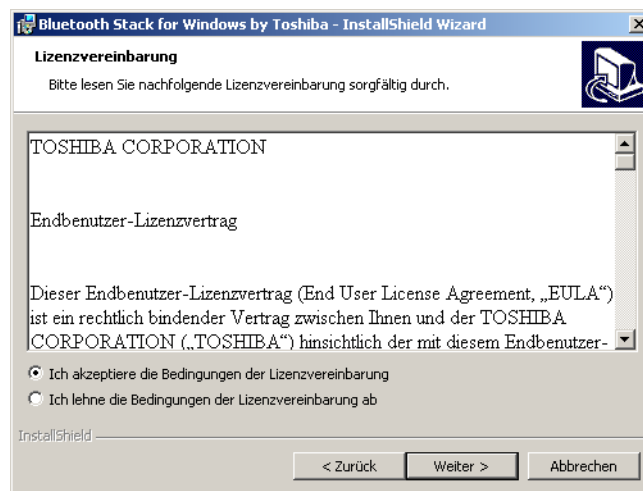 Bluetooth Stack for Windows by Toshiba - InstallShield Wizard
Lizenzvereinbarung
Bitte lesen Sie nachfolgende Lizenzvereinbarung sorgfältig durch.
TOSHIBA CORPORATION
Endbenutzer-Lizenzvertrag
Dieser Endbenutzer-Lizenzvertrag (End User License Agreement, „EULA“)
ist ein rechtlich bindender Vertrag zwischen Ihnen und der TOSHIBA
CORPORATION („TOSHIBA“) hinsichtlich der mit diesem Endbenutzer-
Ich akzeptiere die Bedingungen der Lizenzvereinbarung
Ich lehne die Bedingungen der Lizenzvereinbarung ab
InstallShield
< Zurück Weiter > Abbrechen